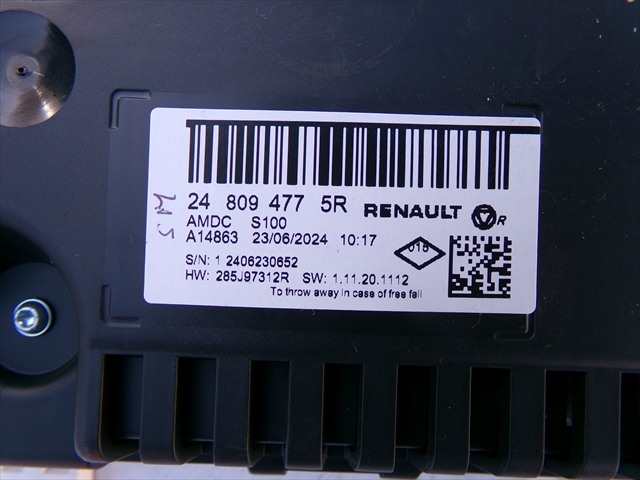 24 809 477 5R RENAULT R
AMDC S100
A14863 23/06/2024 10:17
018
S/N: 1 2406230652
HW: 285J97312R SW: 1.11.20.1112
To throw away in case of free fall